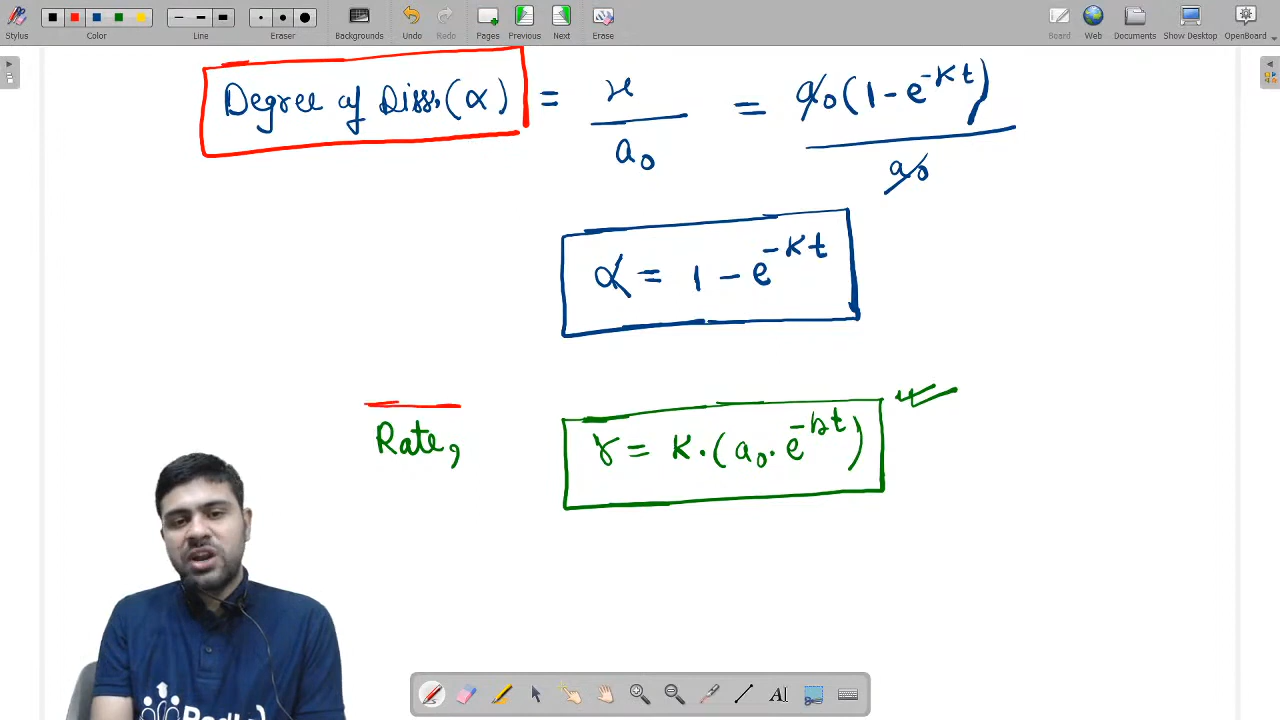 Stylus Color Line Eraser Backgrounds Undo Redo Pages Previous Next Erase Board Web Documents Show Desktop OpenBoard
Degree of Diss.(α) = x / a₀ = a₀(1 - e^-Kt) / a₀
α = 1 - e^-Kt
Rate, r = K.(a₀.e^-kt)
AI